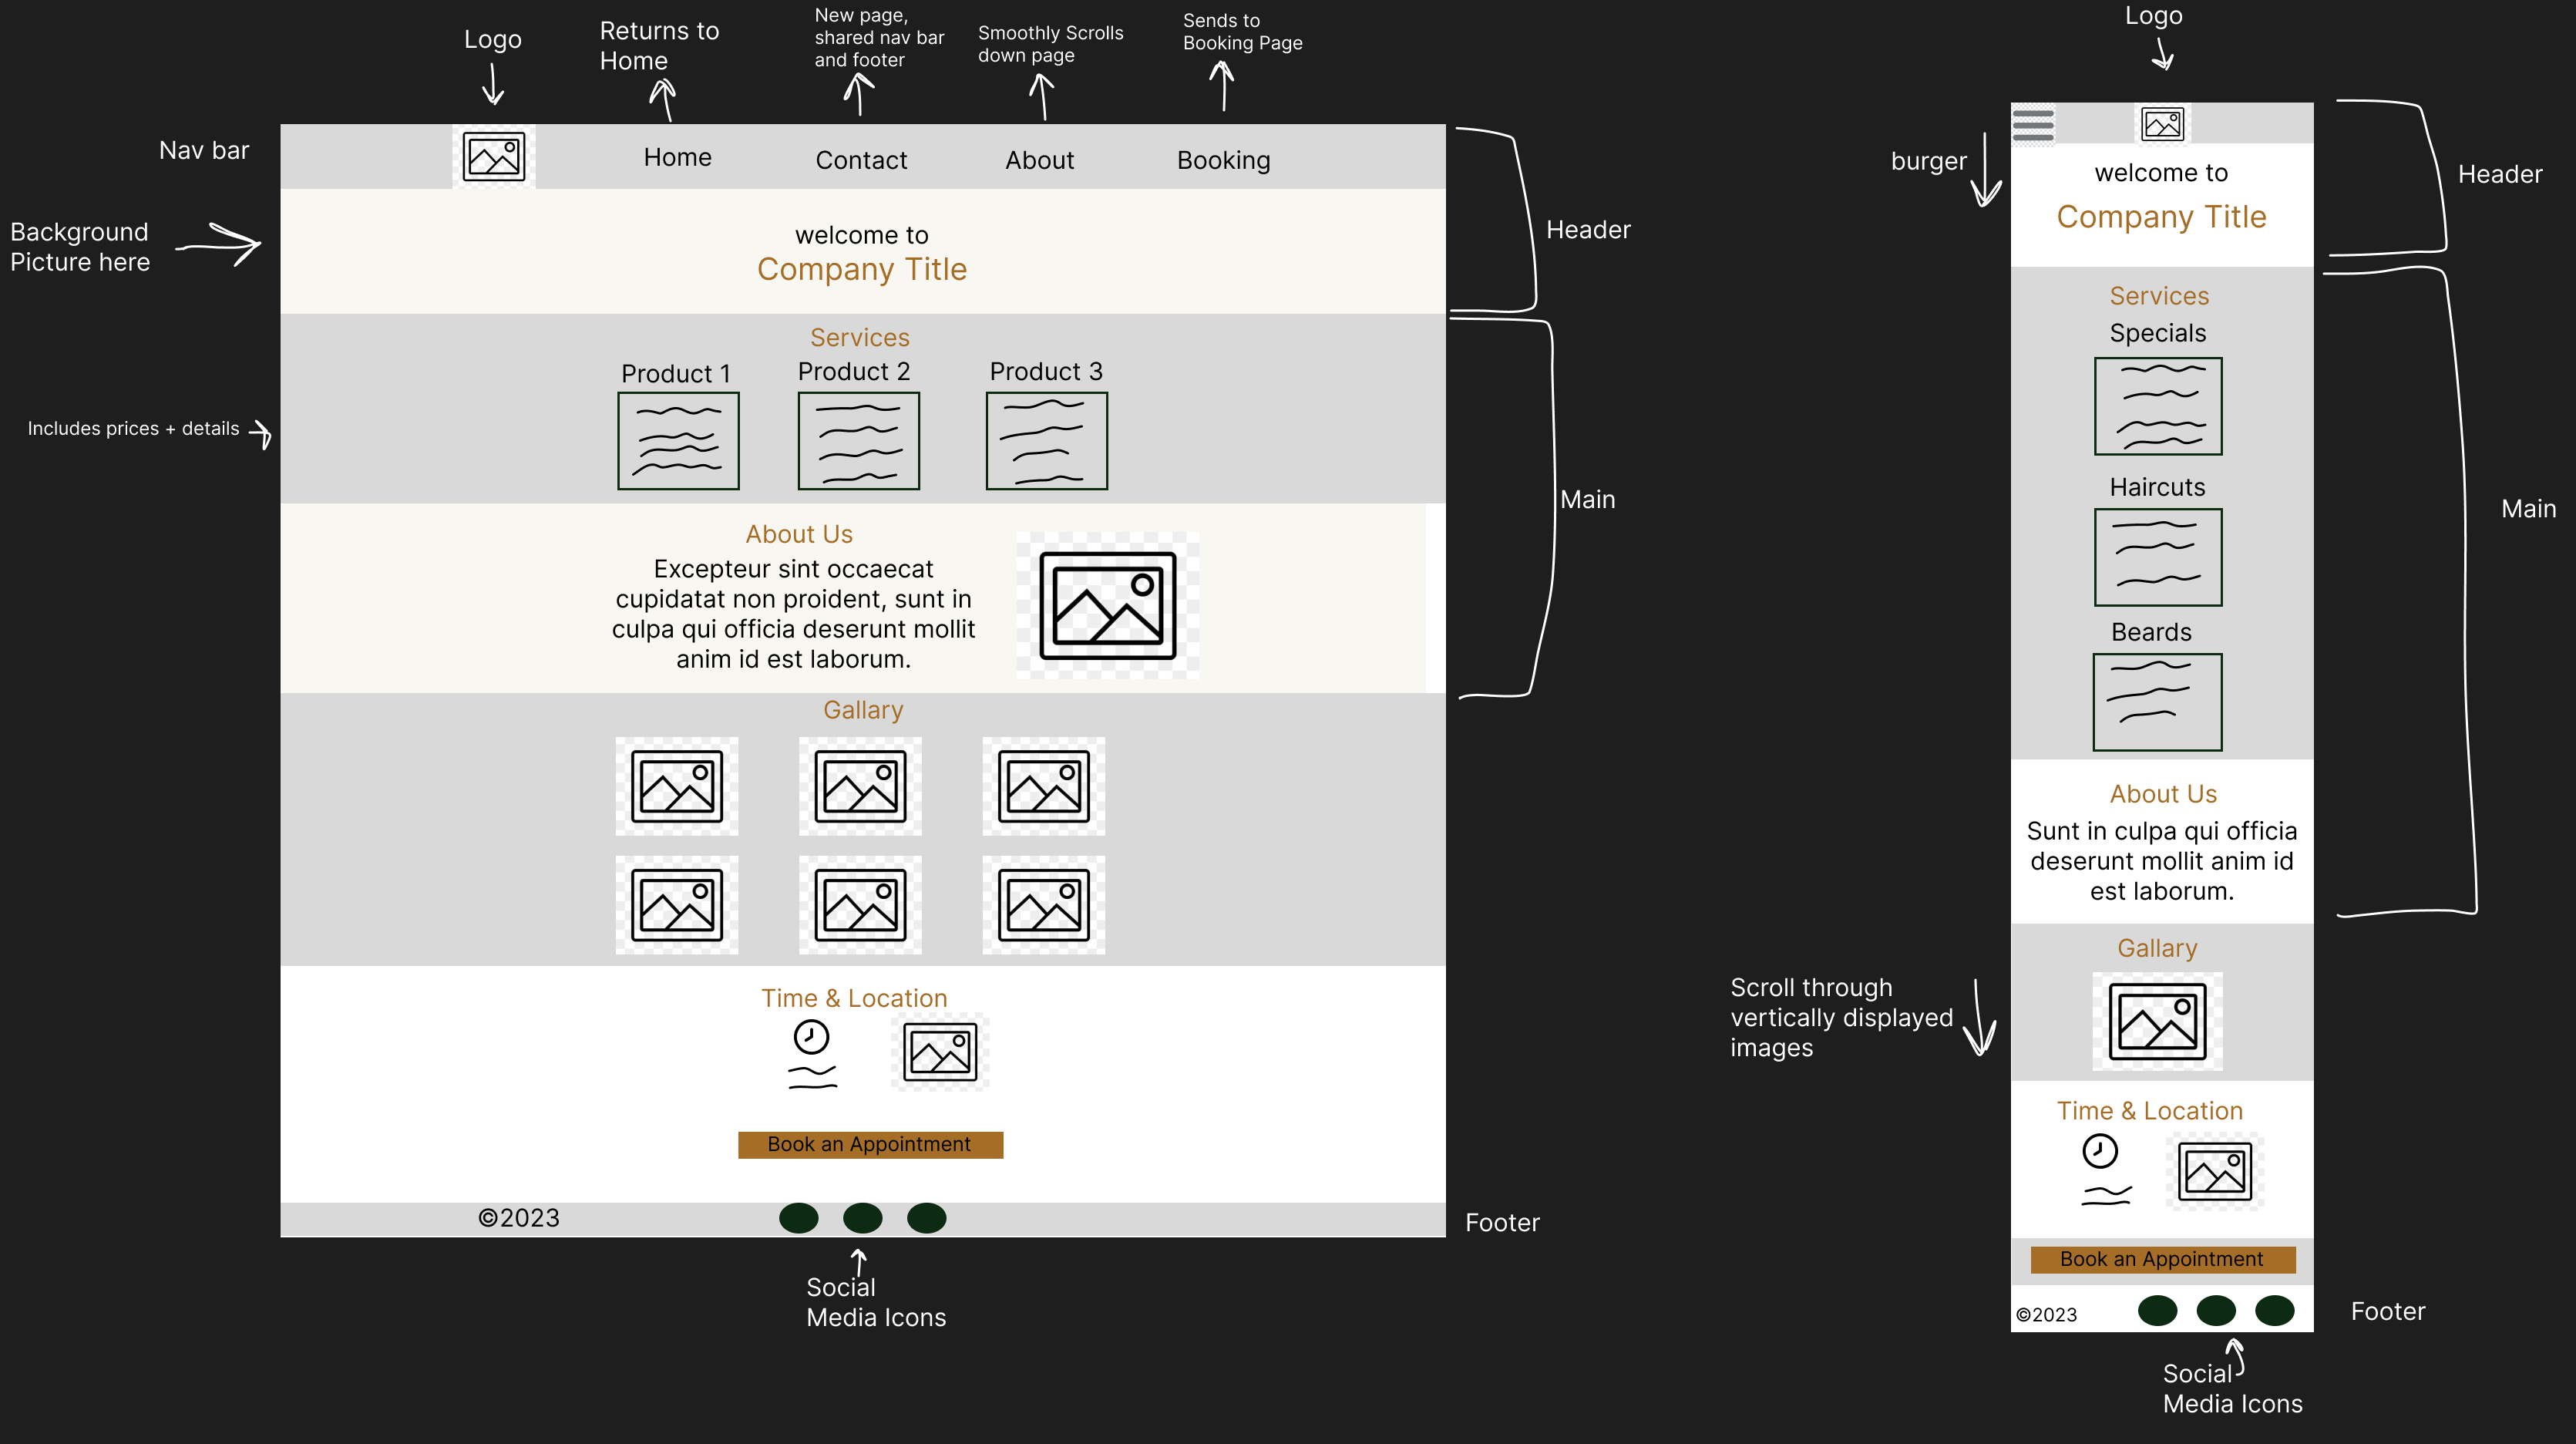 Logo
Returns to
Home
New page,
shared nav bar
and footer
Smoothly Scrolls
down page
Sends to
Booking Page
Nav bar
Home
Contact
About
Booking
Background
Picture here
welcome to
Company Title
Header
Services
Product 1
Product 2
Product 3
Includes prices + details
Main
About Us
Excepteur sint occaecat
cupidatat non proident, sunt in
culpa qui officia deserunt mollit
anim id est laborum.
Gallary
Time & Location
Book an Appointment
©2023
Footer
Social
Media Icons
Logo
burger
welcome to
Company Title
Header
Services
Specials
Haircuts
Beards
Main
About Us
Sunt in culpa qui officia
deserunt mollit anim id
est laborum.
Gallary
Scroll through
vertically displayed
images
Time & Location
Book an Appointment
©2023
Footer
Social
Media Icons